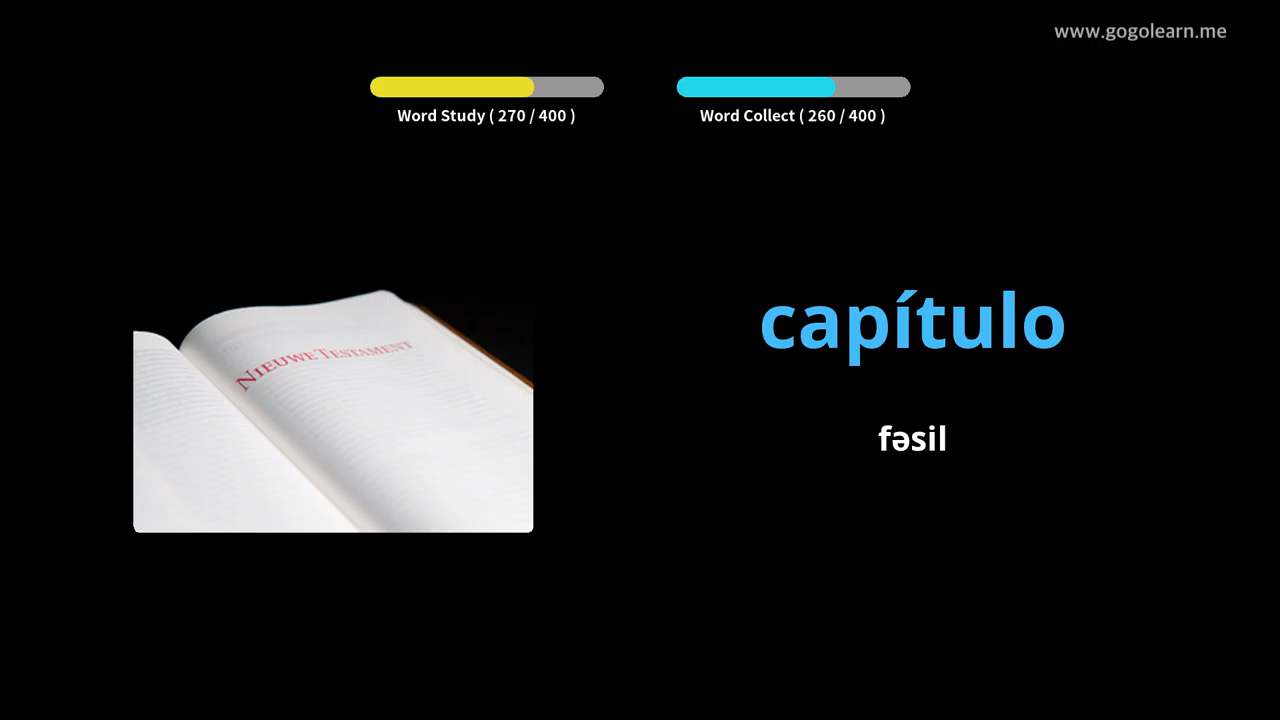 www.gogolearn.me
Word Study ( 270 / 400 )
Word Collect ( 260 / 400 )
NIEUWE TESTAMENT
capítulo
fəsil